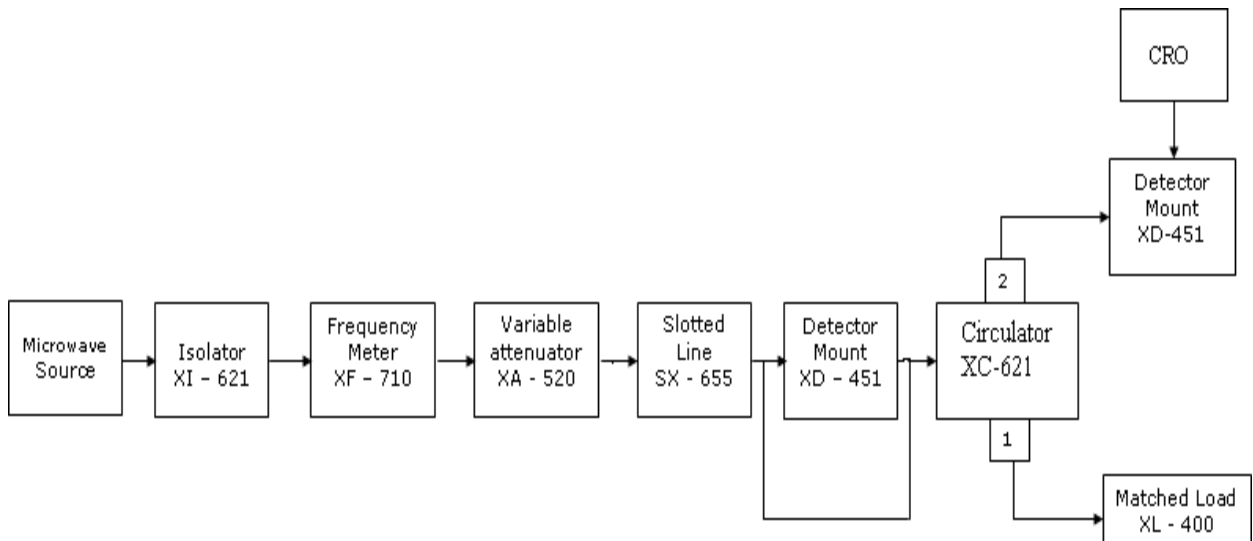 CRO
Detector
Mount
XD-451
2
Microwave
Source
Isolator
XI - 621
Frequency
Meter
XF - 710
Variable
attenuator
XA - 520
Slotted
Line
SX - 655
Detector
Mount
XD - 451
Circulator
XC-621
1
Matched Load
XL - 400